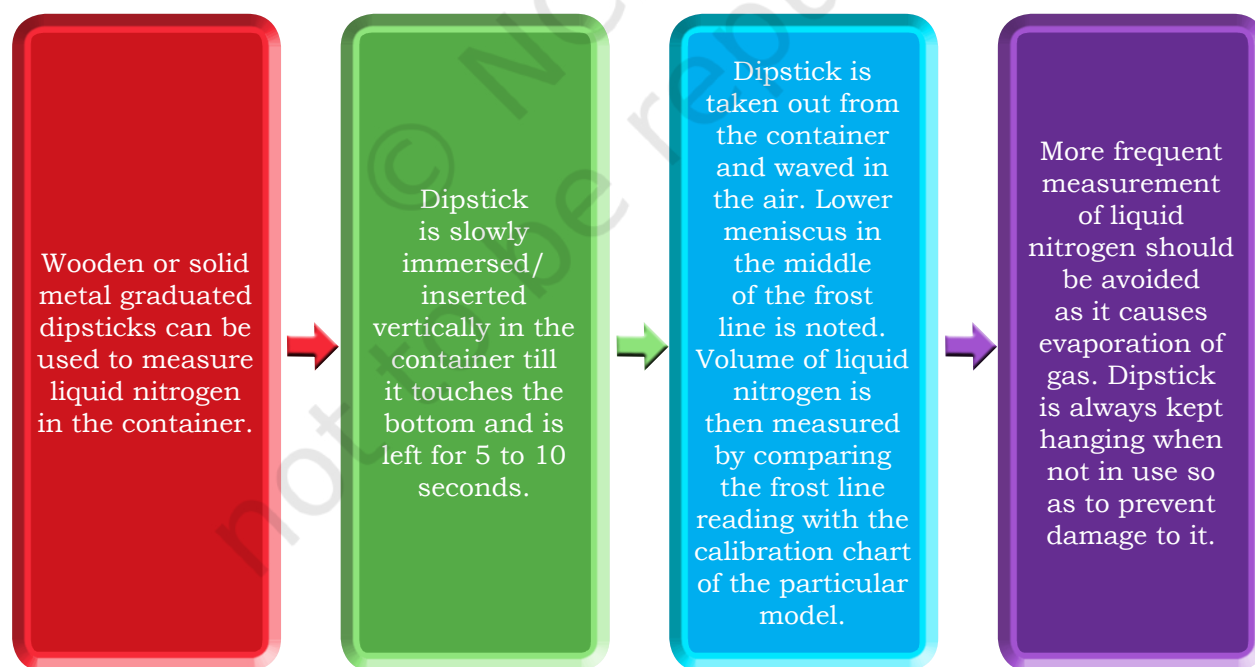 Wooden or solid
metal graduated
dipsticks can be
used to measure
liquid nitrogen
in the container.
Dipstick
is slowly
immersed/
inserted
vertically in the
container till
it touches the
bottom and is
left for 5 to 10
seconds.
Dipstick is
taken out from
the container
and waved in
the air. Lower
meniscus in
the middle
of the frost
line is noted.
Volume of liquid
nitrogen is
then measured
by comparing
the frost line
reading with the
calibration chart
of the particular
model.
More frequent
measurement
of liquid
nitrogen should
be avoided
as it causes
evaporation of
gas. Dipstick
is always kept
hanging when
not in use so
as to prevent
damage to it.
© NC
not to be rep